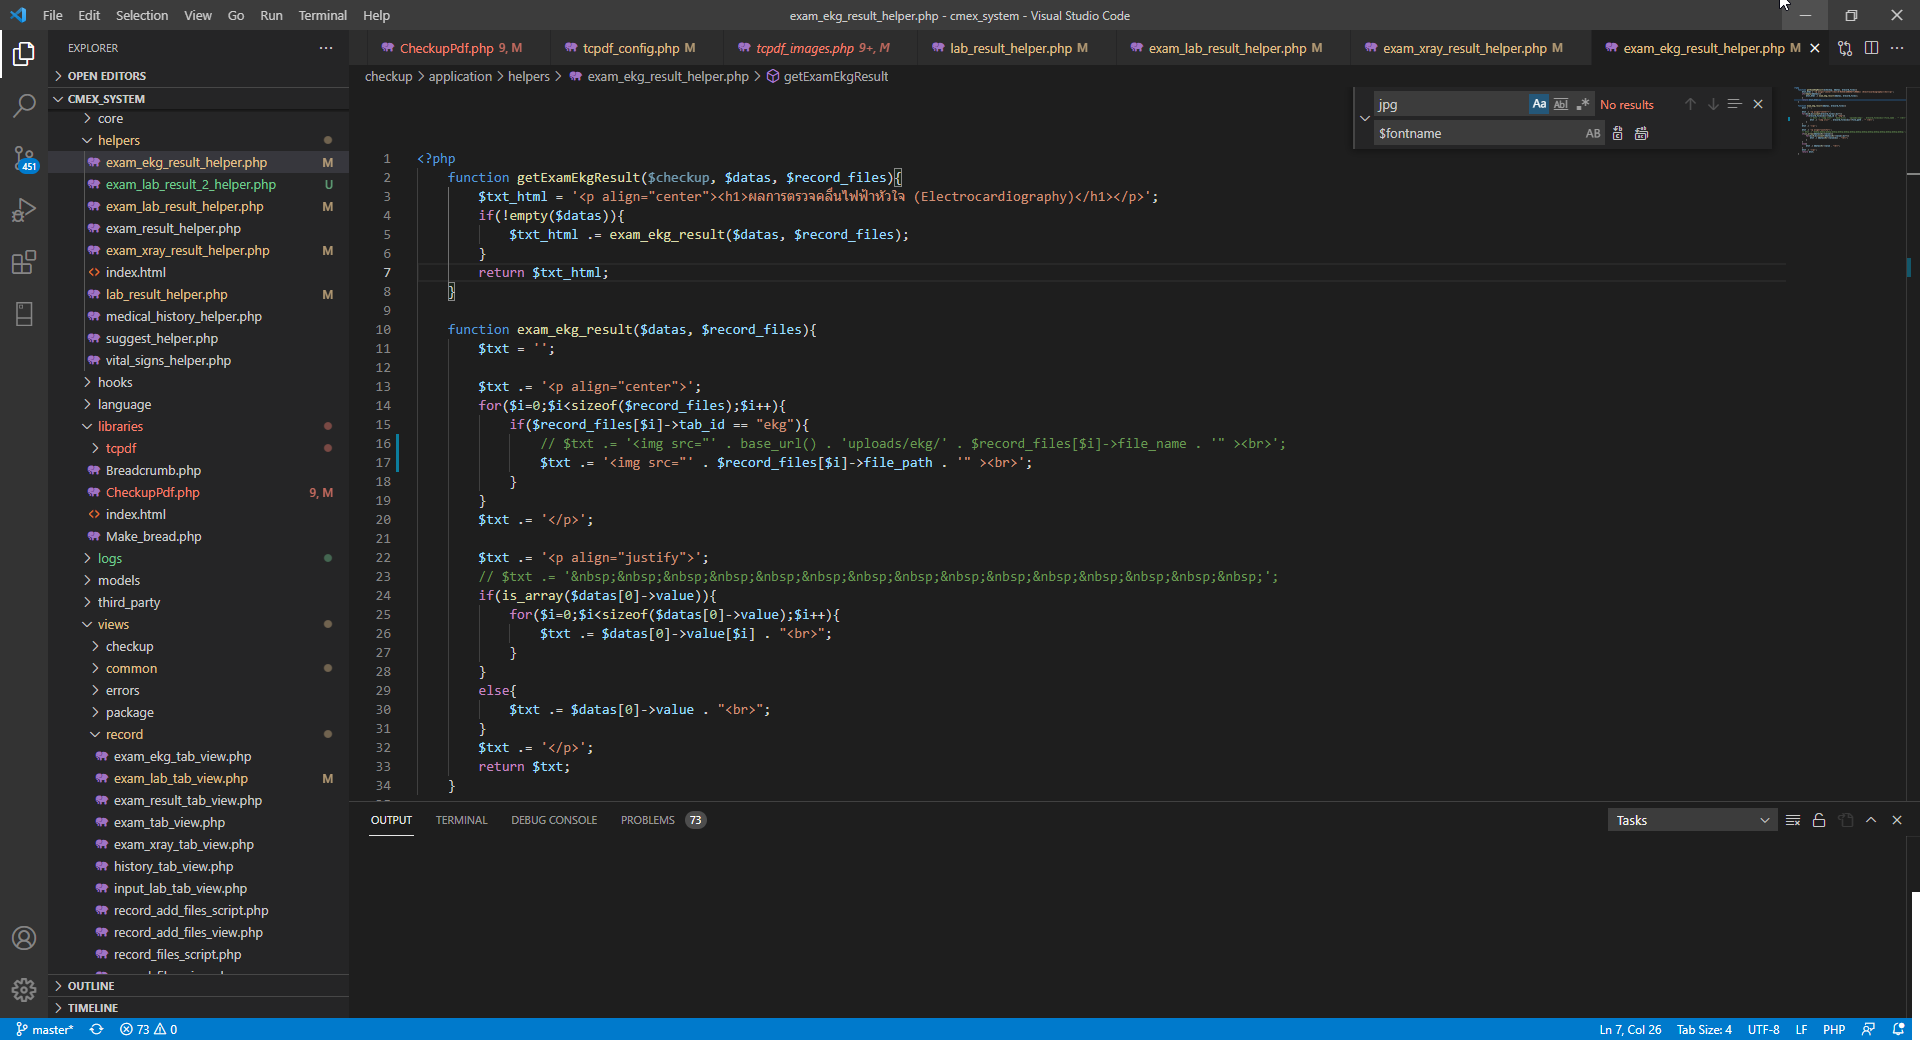 File Edit Selection View Go Run Terminal Help
exam_ekg_result_helper.php - cmex_system - Visual Studio Code
EXPLORER
CheckupPdf.php 9, M
tcpdf_config.php M
tcpdf_images.php 9+, M
lab_result_helper.php M
exam_lab_result_helper.php M
exam_xray_result_helper.php M
exam_ekg_result_helper.php M
checkup > application > helpers > exam_ekg_result_helper.php > getExamEkgResult
OPEN EDITORS
CMEX_SYSTEM
core
helpers
exam_ekg_result_helper.php M
exam_lab_result_2_helper.php U
exam_lab_result_helper.php M
exam_result_helper.php
exam_xray_result_helper.php M
index.html
lab_result_helper.php M
medical_history_helper.php
suggest_helper.php
vital_signs_helper.php
hooks
language
libraries
tcpdf
Breadcrumb.php
CheckupPdf.php 9, M
index.html
Make_bread.php
logs
models
third_party
views
checkup
common
errors
package
record
exam_ekg_tab_view.php
exam_lab_tab_view.php M
exam_result_tab_view.php
exam_tab_view.php
exam_xray_tab_view.php
history_tab_view.php
input_lab_tab_view.php
record_add_files_script.php
record_add_files_view.php
record_files_script.php
OUTLINE
TIMELINE
451
jpg Aa Abl .* No results
$fontname AB
1 <?php
2 function getExamEkgResult($checkup, $datas, $record_files){
3 $txt_html = '<p align="center"><h1>ผลการตรวจคลื่นไฟฟ้าหัวใจ (Electrocardiography)</h1></p>';
4 if(!empty($datas)){
5 $txt_html .= exam_ekg_result($datas, $record_files);
6 }
7 return $txt_html;
8 }
9
10 function exam_ekg_result($datas, $record_files){
11 $txt = '';
12
13 $txt .= '<p align="center">';
14 for($i=0;$i<sizeof($record_files);$i++){
15 if($record_files[$i]->tab_id == "ekg"){
16 // $txt .= '<img src="' . base_url() . 'uploads/ekg/' . $record_files[$i]->file_name . '" ><br>';
17 $txt .= '<img src="' . $record_files[$i]->file_path . '" ><br>';
18 }
19 }
20 $txt .= '</p>';
21
22 $txt .= '<p align="justify">';
23 // $txt .= '&nbsp;&nbsp;&nbsp;&nbsp;&nbsp;&nbsp;&nbsp;&nbsp;&nbsp;&nbsp;&nbsp;&nbsp;&nbsp;&nbsp;&nbsp;';
24 if(is_array($datas[0]->value)){
25 for($i=0;$i<sizeof($datas[0]->value);$i++){
26 $txt .= $datas[0]->value[$i] . "<br>";
27 }
28 }
29 else{
30 $txt .= $datas[0]->value . "<br>";
31 }
32 $txt .= '</p>';
33 return $txt;
34 }
OUTPUT TERMINAL DEBUG CONSOLE PROBLEMS 73
Tasks
master* 73 0
Ln 7, Col 26 Tab Size: 4 UTF-8 LF PHP